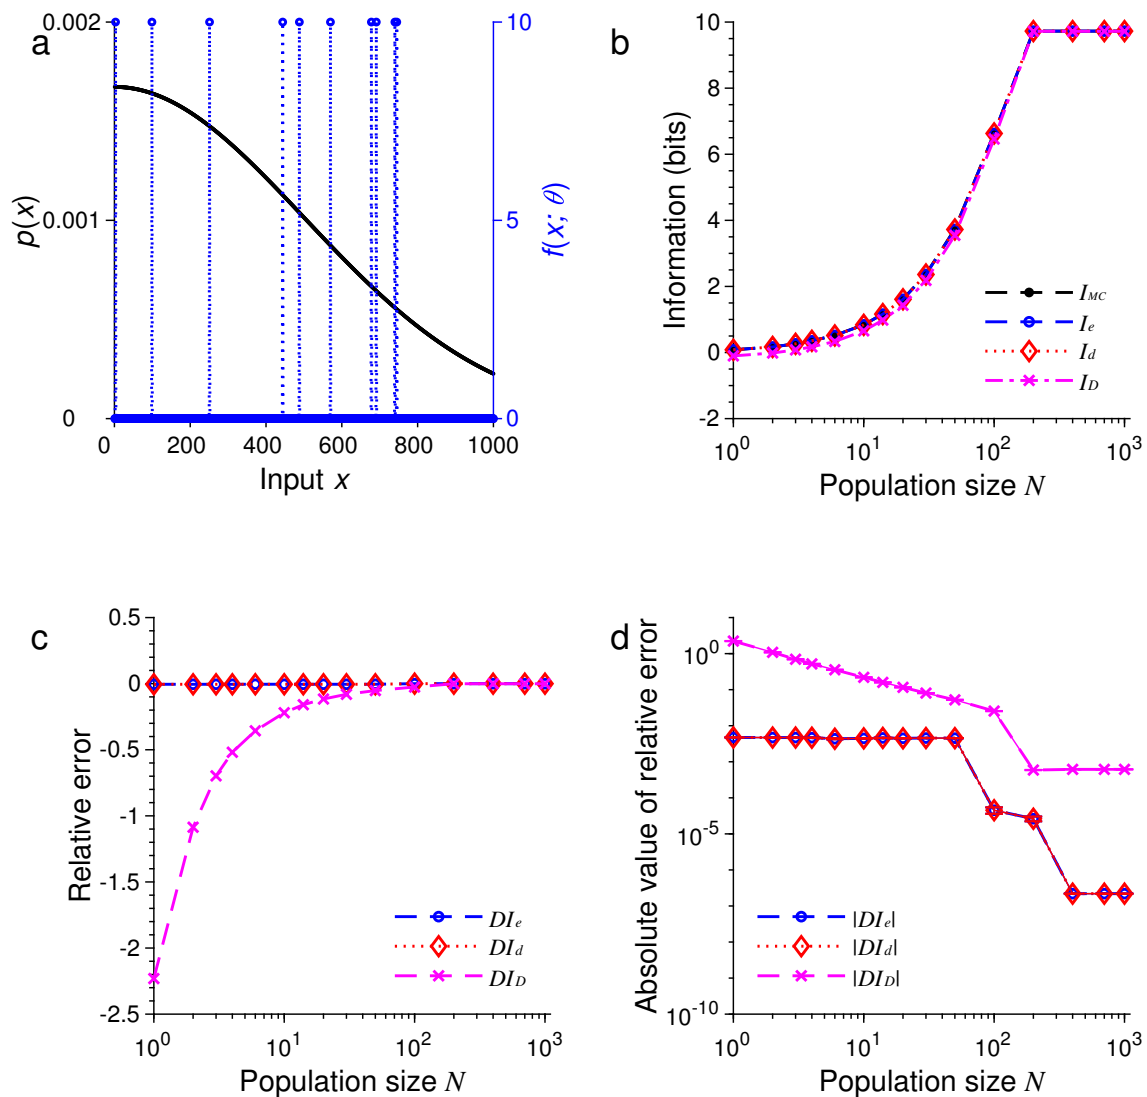 a
0.002
0.001
0
p(x)
10
5
0
f(x; θ)
0 200 400 600 800 1000
Input x
b
10
8
6
4
2
0
-2
Information (bits)
I_MC
I_e
I_d
I_D
10^0 10^1 10^2 10^3
Population size N
c
0.5
0
-0.5
-1
-1.5
-2
-2.5
Relative error
DI_e
DI_d
DI_D
10^0 10^1 10^2 10^3
Population size N
d
10^0
10^-5
10^-10
Absolute value of relative error
|DI_e|
|DI_d|
|DI_D|
10^0 10^1 10^2 10^3
Population size N